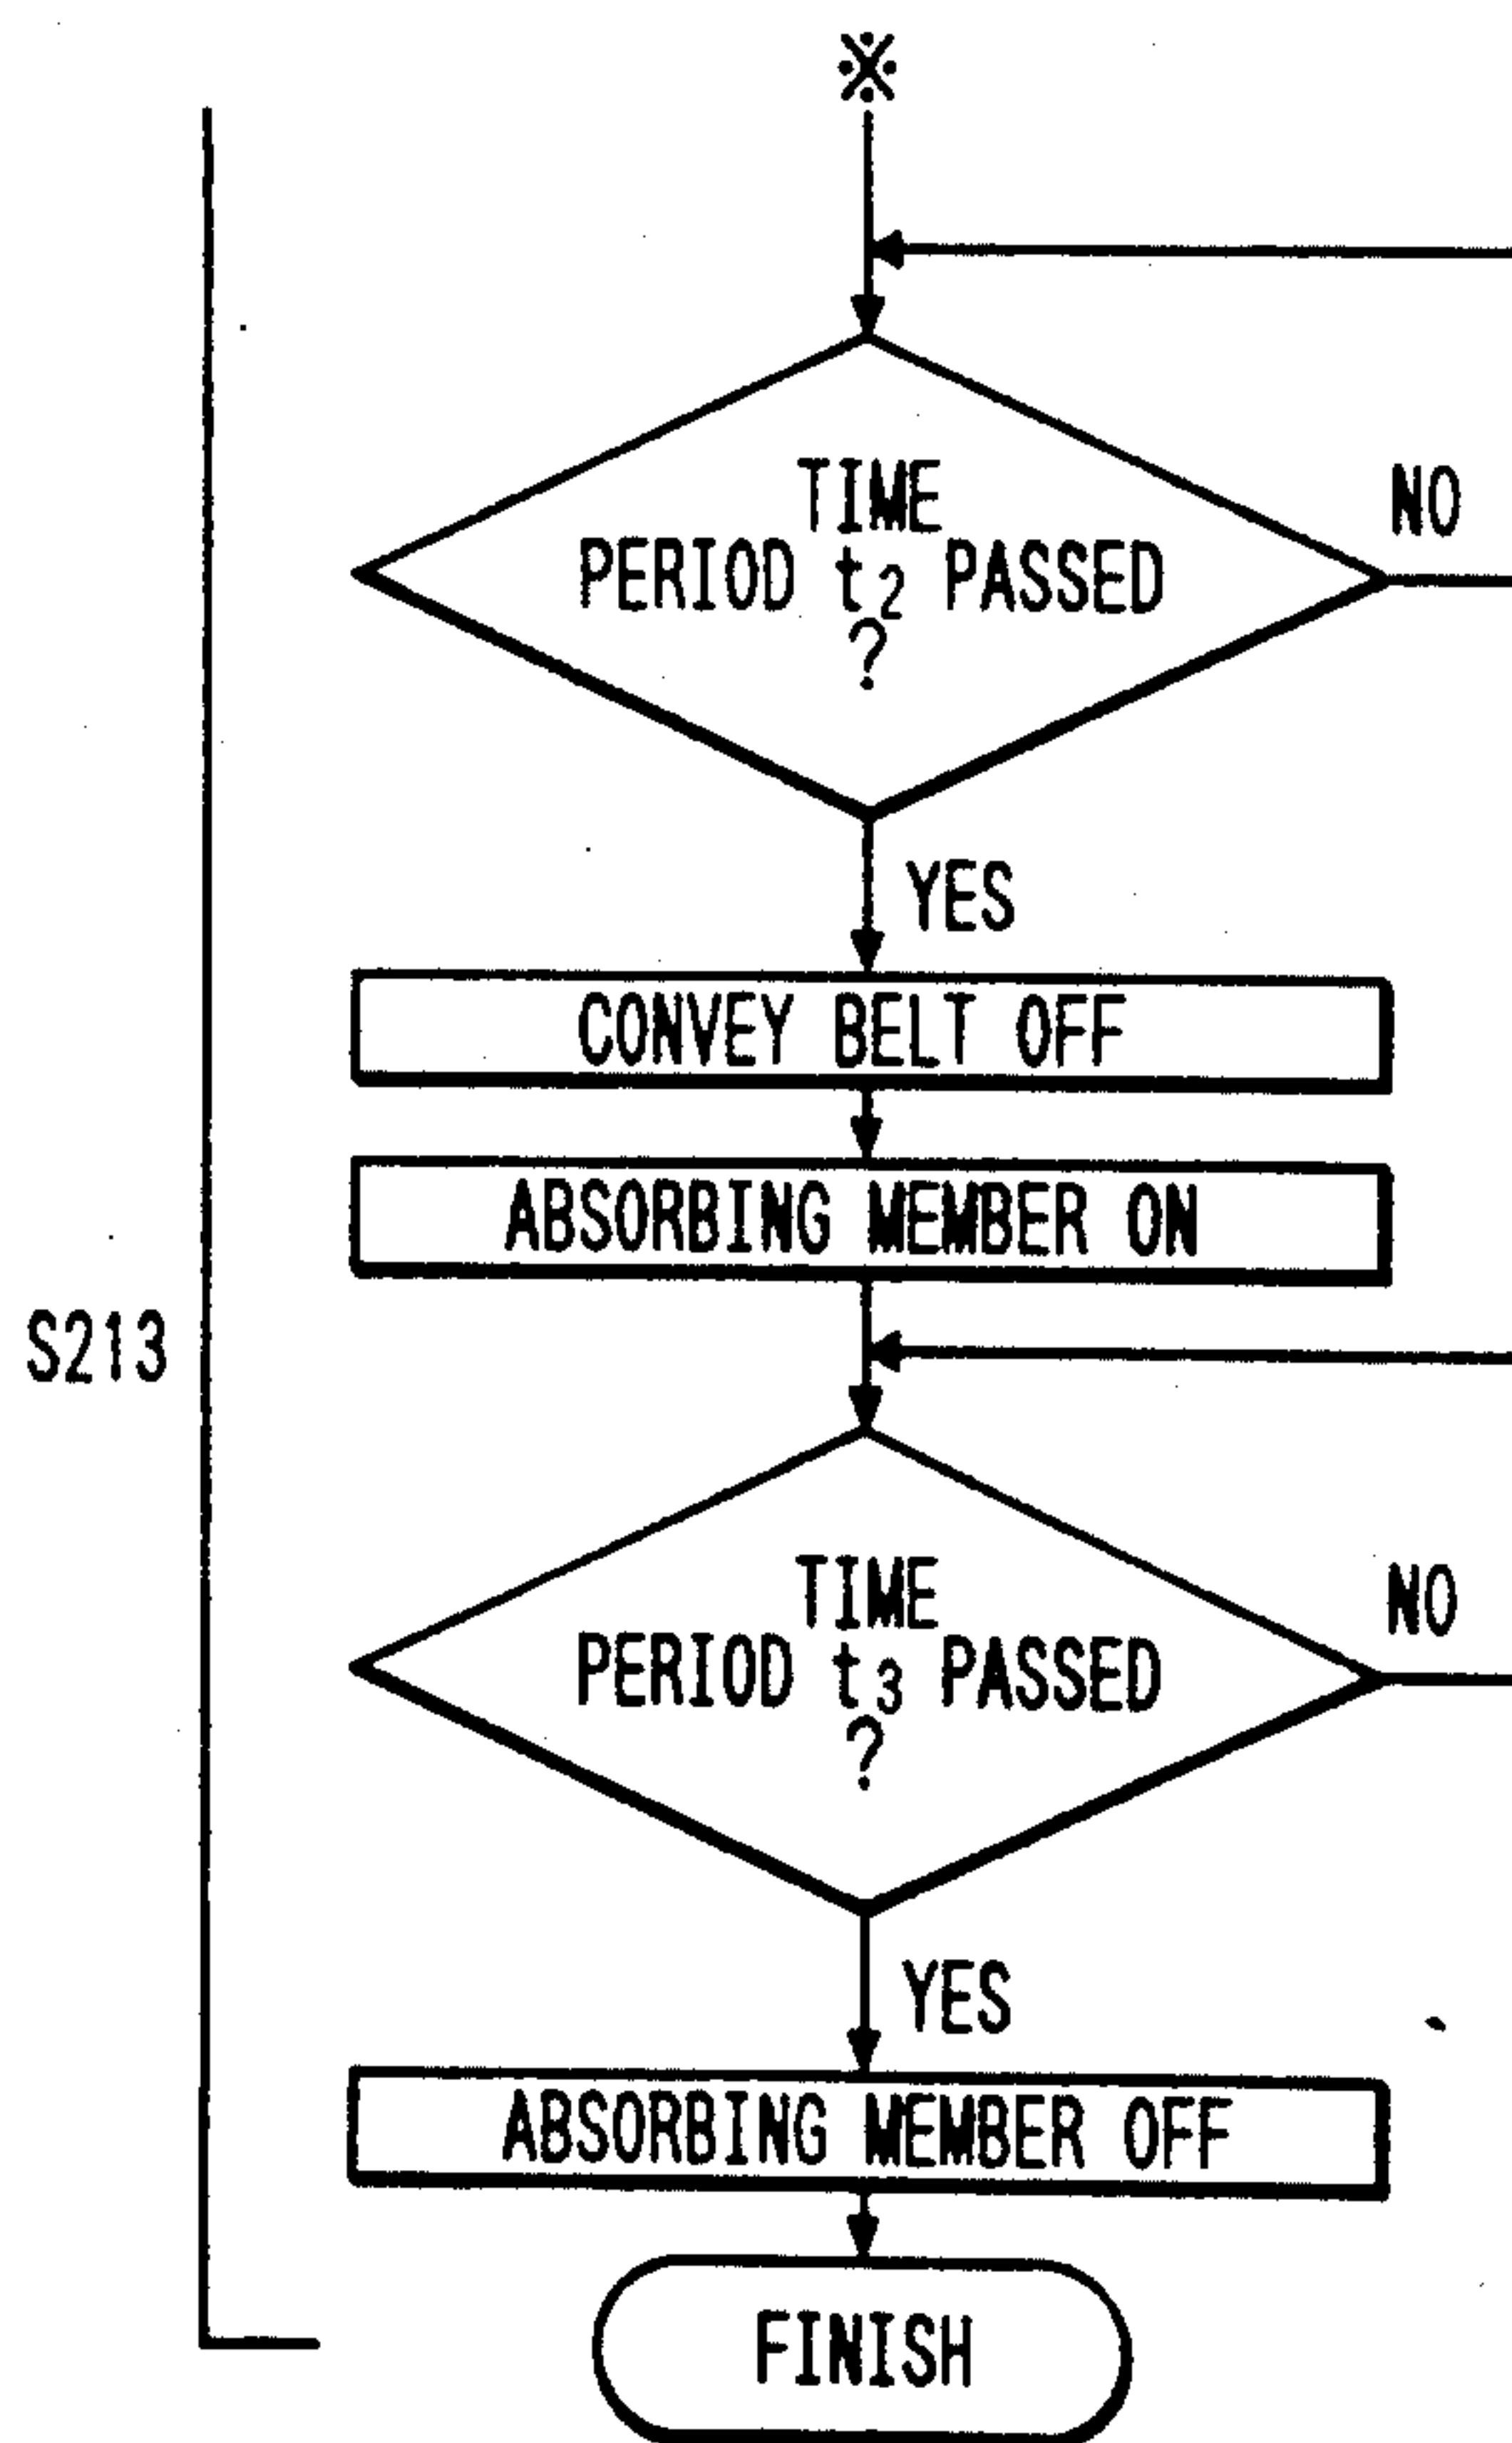 ※
TIME
PERIOD t₂ PASSED
?
NO
YES
CONVEY BELT OFF
ABSORBING MEMBER ON
S213
TIME
PERIOD t₃ PASSED
?
NO
YES
ABSORBING MEMBER OFF
FINISH